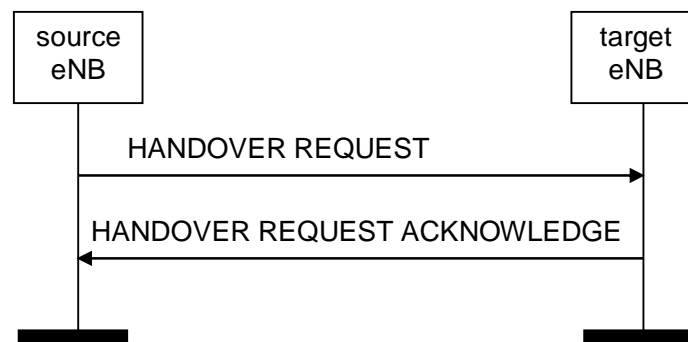 source
eNB
target
eNB
HANDOVER REQUEST
HANDOVER REQUEST ACKNOWLEDGE